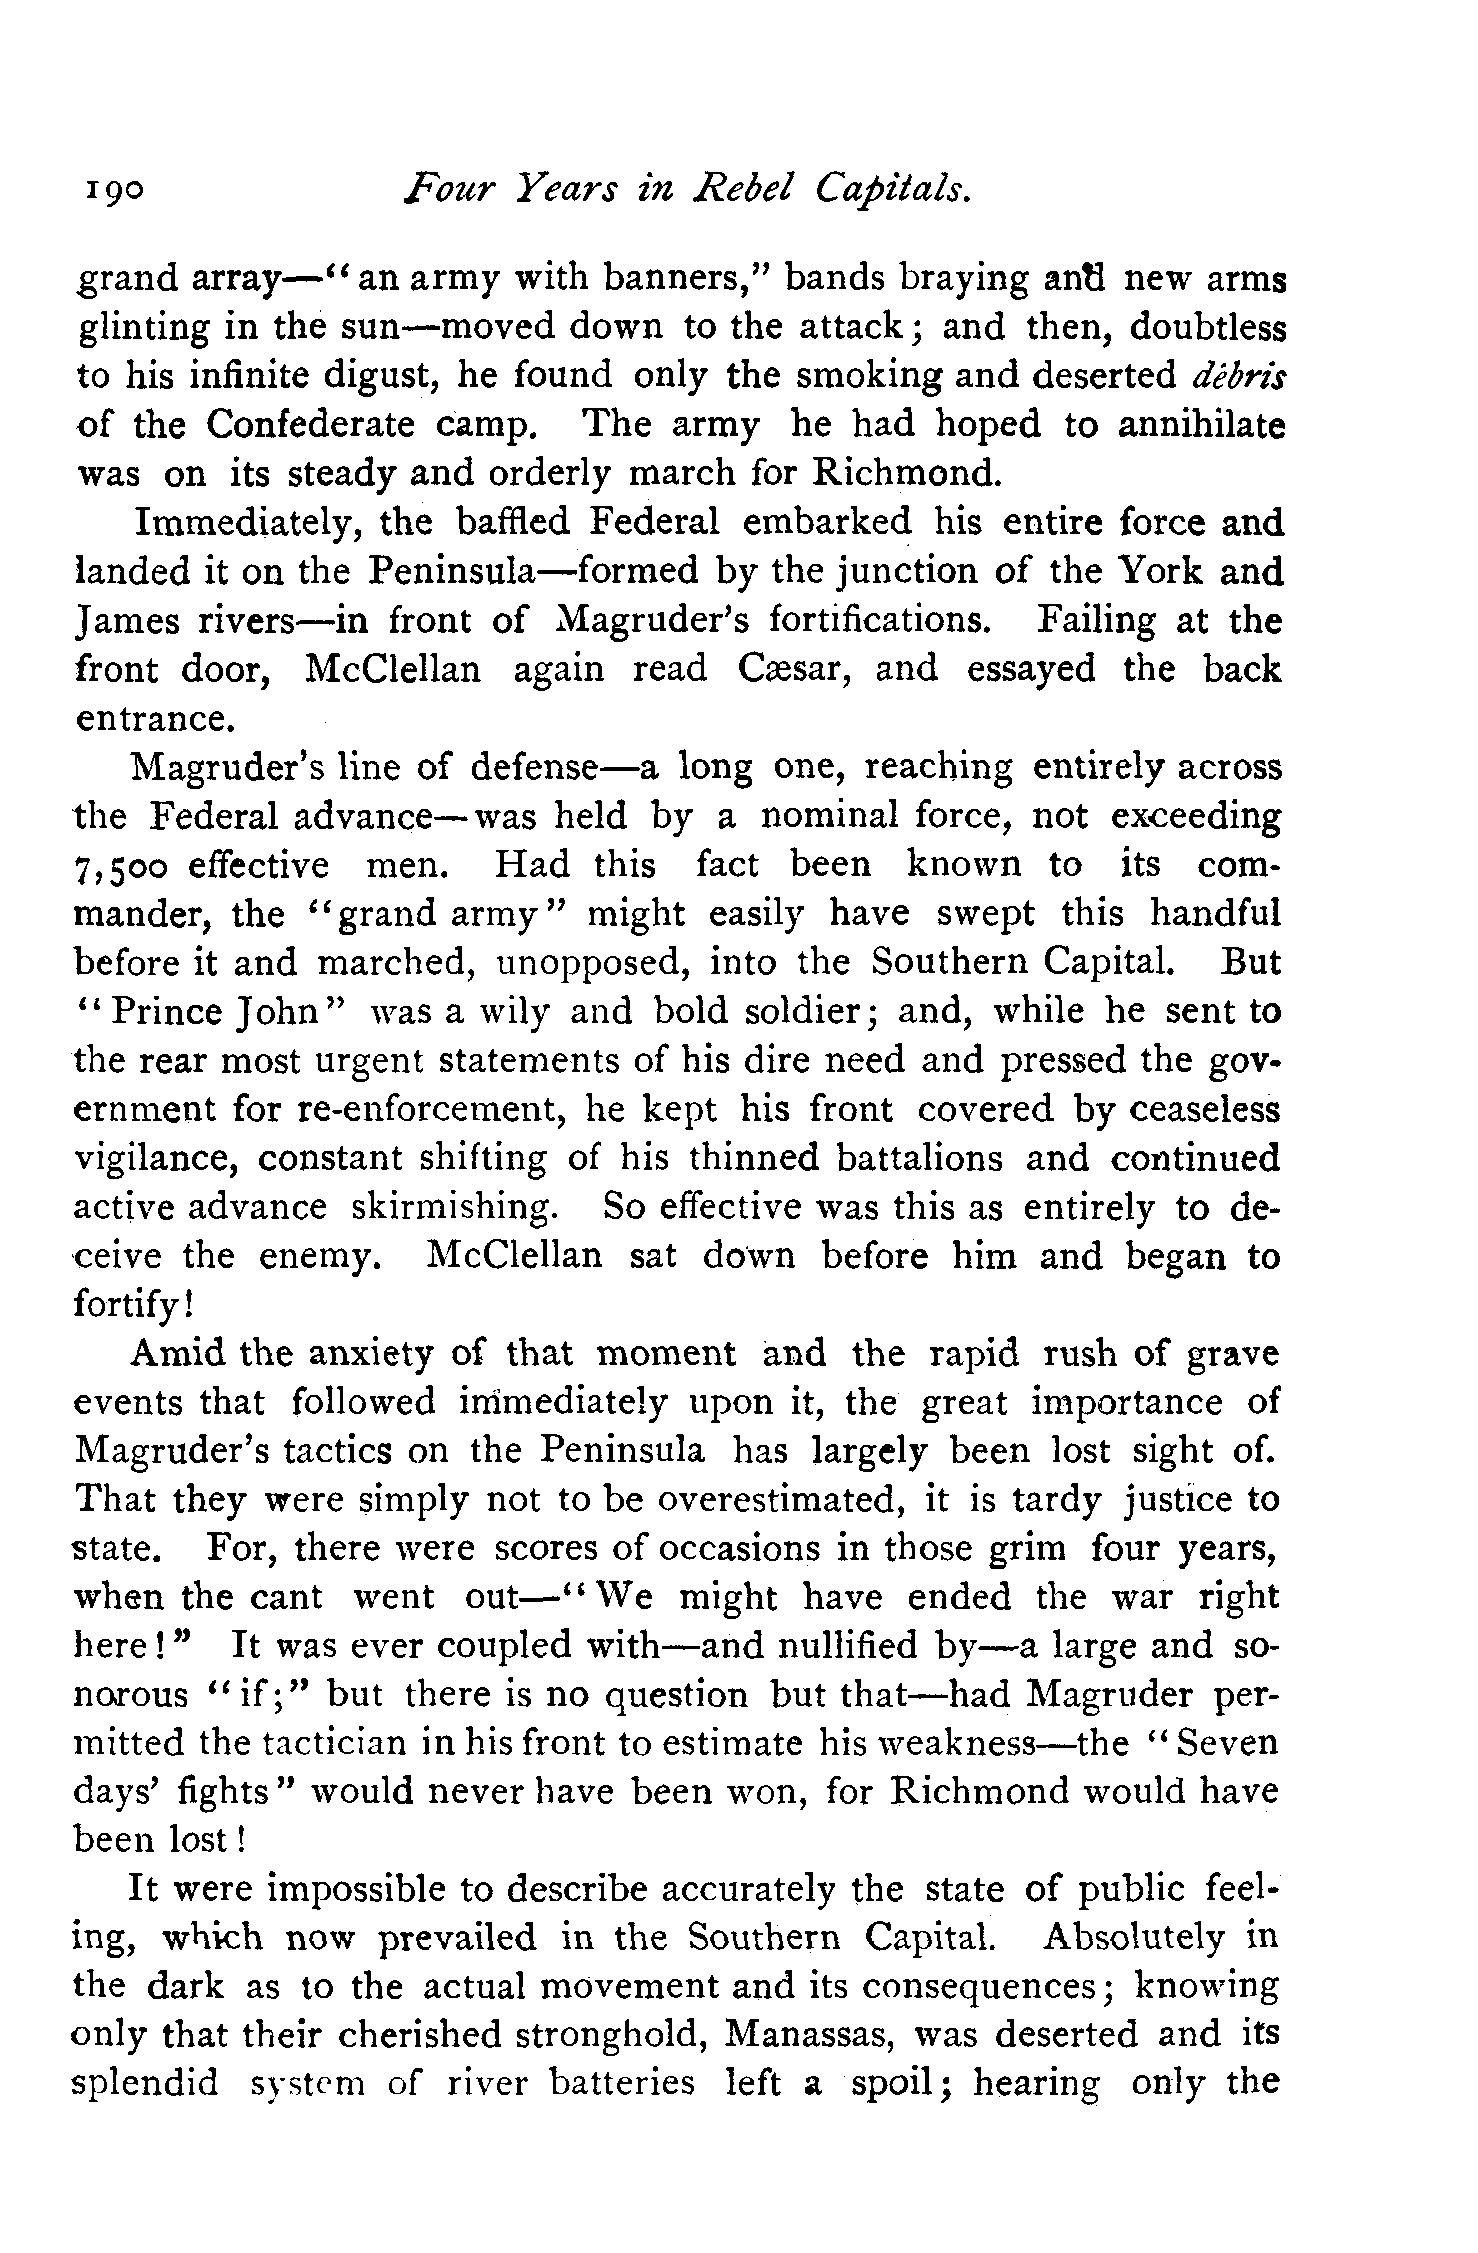 190 Four Years in Rebel Capitals.
grand array—“an army with banners,” bands braying and new arms
glinting in the sun—moved down to the attack; and then, doubtless
to his infinite digust, he found only the smoking and deserted dèbris
of the Confederate camp. The army he had hoped to annihilate
was on its steady and orderly march for Richmond.
Immediately, the baffled Federal embarked his entire force and
landed it on the Peninsula—formed by the junction of the York and
James rivers—in front of Magruder’s fortifications. Failing at the
front door, McClellan again read Cæsar, and essayed the back
entrance.
Magruder’s line of defense—a long one, reaching entirely across
the Federal advance—was held by a nominal force, not exceeding
7,500 effective men. Had this fact been known to its com-
mander, the “grand army” might easily have swept this handful
before it and marched, unopposed, into the Southern Capital. But
“Prince John” was a wily and bold soldier; and, while he sent to
the rear most urgent statements of his dire need and pressed the gov-
ernment for re-enforcement, he kept his front covered by ceaseless
vigilance, constant shifting of his thinned battalions and continued
active advance skirmishing. So effective was this as entirely to de-
ceive the enemy. McClellan sat down before him and began to
fortify!
Amid the anxiety of that moment and the rapid rush of grave
events that followed immediately upon it, the great importance of
Magruder’s tactics on the Peninsula has largely been lost sight of.
That they were simply not to be overestimated, it is tardy justice to
state. For, there were scores of occasions in those grim four years,
when the cant went out—“We might have ended the war right
here!” It was ever coupled with—and nullified by—a large and so-
norous “if;” but there is no question but that—had Magruder per-
mitted the tactician in his front to estimate his weakness—the “Seven
days’ fights” would never have been won, for Richmond would have
been lost!
It were impossible to describe accurately the state of public feel-
ing, which now prevailed in the Southern Capital. Absolutely in
the dark as to the actual movement and its consequences; knowing
only that their cherished stronghold, Manassas, was deserted and its
splendid system of river batteries left a spoil; hearing only the